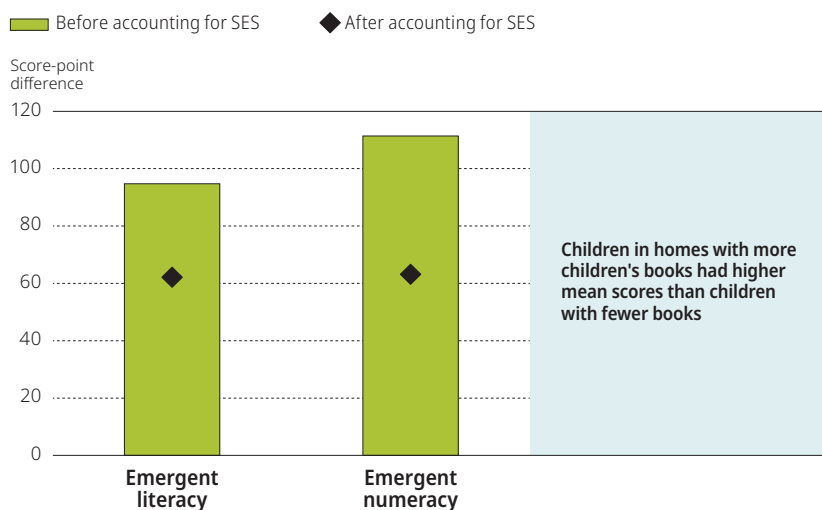 Before accounting for SES
After accounting for SES
Score-point
difference
120
100
80
60
40
20
0
Children in homes with more
children's books had higher
mean scores than children
with fewer books
Emergent
literacy
Emergent
numeracy